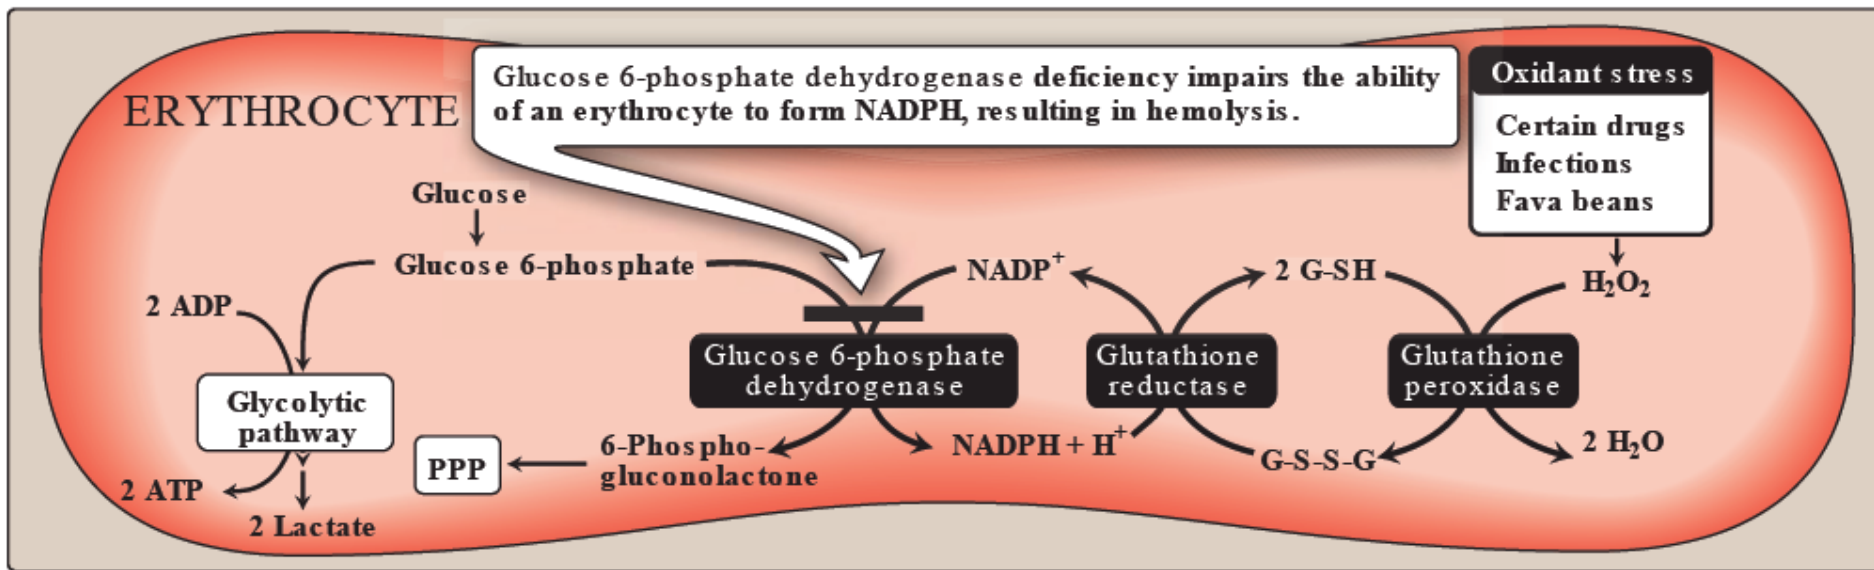 Glucose 6-phosphate dehydrogenase deficiency impairs the ability
of an erythrocyte to form NADPH, resulting in hemolysis.
ERYTHROCYTE
Oxidant stress
Certain drugs
Infections
Fava beans
Glucose
Glucose 6-phosphate
NADP+
2 G-SH
H2O2
2 ADP
Glycolytic
pathway
Glucose 6-phosphate
dehydrogenase
Glutathione
reductase
Glutathione
peroxidase
2 ATP
2 Lactate
PPP
6-Phospho-
gluconolactone
NADPH + H+
G-S-S-G
2 H2O